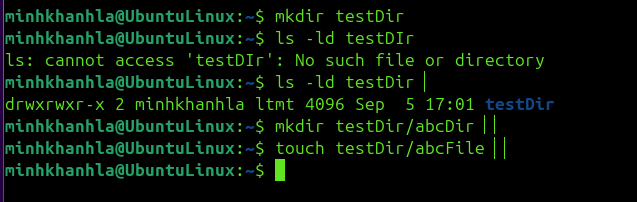 minhkhanhla@UbuntuLinux:~$ mkdir testDir
minhkhanhla@UbuntuLinux:~$ ls -ld testDIr
ls: cannot access 'testDIr': No such file or directory
minhkhanhla@UbuntuLinux:~$ ls -ld testDir
drwxrwxr-x 2 minhkhanhla ltmt 4096 Sep  5 17:01 testDir
minhkhanhla@UbuntuLinux:~$ mkdir testDir/abcDir
minhkhanhla@UbuntuLinux:~$ touch testDir/abcFile
minhkhanhla@UbuntuLinux:~$